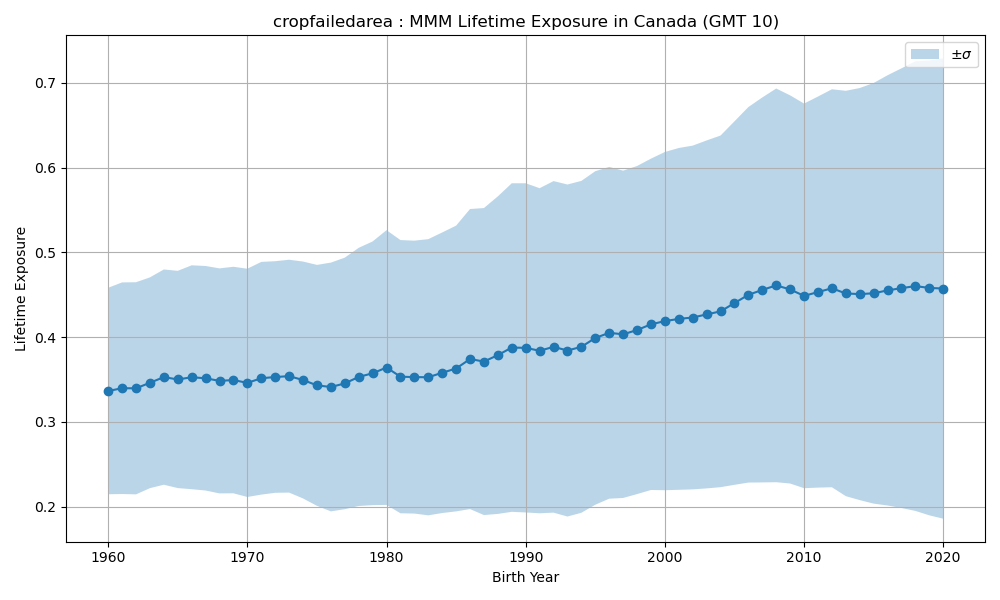 cropfailedarea : MMM Lifetime Exposure in Canada (GMT 10)
±σ
Lifetime Exposure
0.7
0.6
0.5
0.4
0.3
0.2
1960 1970 1980 1990 2000 2010 2020
Birth Year